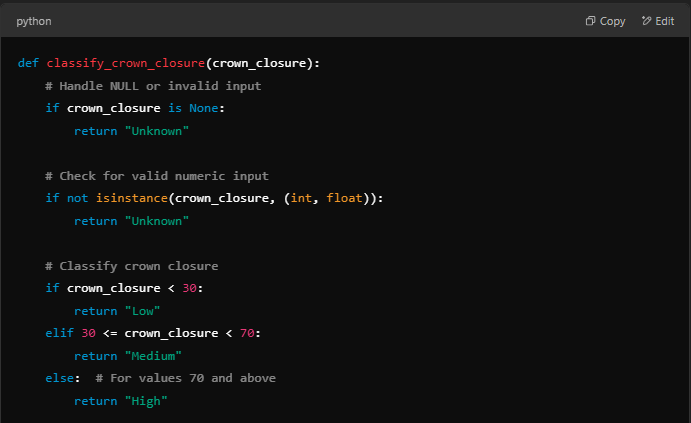 python
Copy
Edit
def classify_crown_closure(crown_closure):
    # Handle NULL or invalid input
    if crown_closure is None:
        return "Unknown"

    # Check for valid numeric input
    if not isinstance(crown_closure, (int, float)):
        return "Unknown"

    # Classify crown closure
    if crown_closure < 30:
        return "Low"
    elif 30 <= crown_closure < 70:
        return "Medium"
    else:  # For values 70 and above
        return "High"